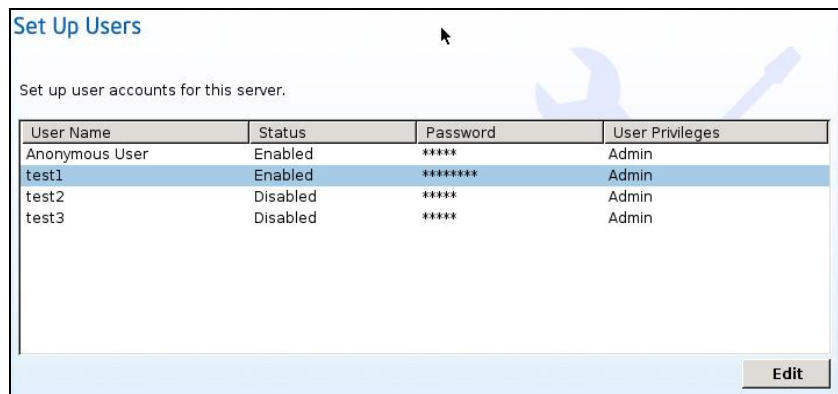 Set Up Users
Set up user accounts for this server.
User Name Status Password User Privileges
Anonymous User Enabled ***** Admin
test1 Enabled ******** Admin
test2 Disabled ***** Admin
test3 Disabled ***** Admin
Edit